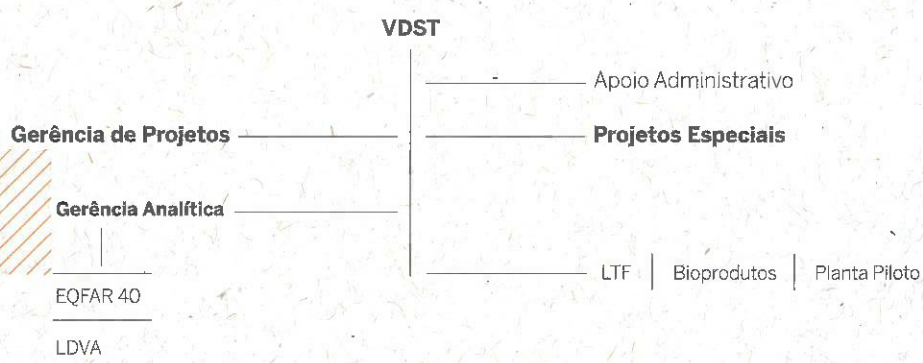 VDST
Apoio Administrativo
Gerência de Projetos
Projetos Especiais
Gerência Analítica
LTF | Bioprodutos | Planta Piloto
EQFAR 40
LDVA